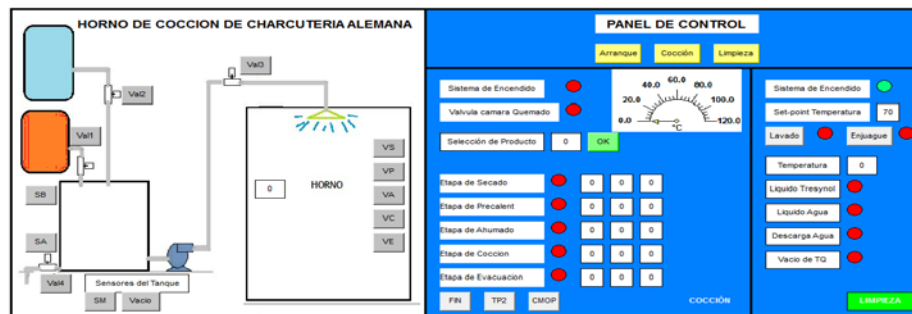 HORNO DE COCCION DE CHARCUTERIA ALEMANA
Val3
Val2
Val1
SB
SA
Val4
Sensores del Tanque
SM
Vacio
0
HORNO
VS
VP
VA
VC
VE
PANEL DE CONTROL
Arranque
Cocción
Limpieza
Sistema de Encendido
Valvula camara Quemado
0.0 20.0 40.0 60.0 80.0 100.0 120.0
°C
Selección de Producto 0 OK
Etapa de Secado 0 0 0
Etapa de Precalent 0 0 0
Etapa de Ahumado 0 0 0
Etapa de Coccion 0 0 0
Etapa de Evacuación 0 0 0
FIN TP2 CMOP COCCIÓN
Sistema de Encendido
Set-point Temperatura 70
Lavado Enjuague
Temperatura 0
Liquido Tresynol
Liquido Agua
Descarga Agua
Vacio de TQ
LIMPIEZA